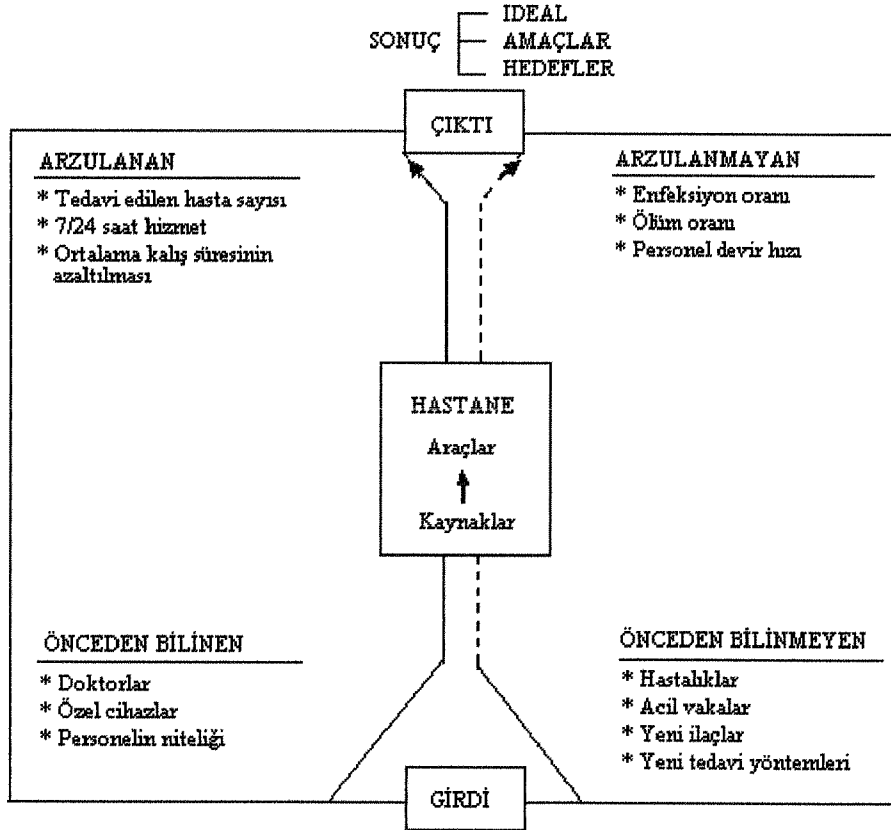 SONUÇ
IDEAL
AMAÇLAR
HEDEFLER
ÇIKTI
ARZULANAN
* Tedavi edilen hasta sayısı
* 7/24 saat hizmet
* Ortalama kalış süresinin
azaltılması
ARZULANMAYAN
* Enfeksiyon oranı
* Ölüm oranı
* Personel devir hızı
HASTANE
Araçlar
Kaynaklar
ÖNCEDEN BİLİNEN
* Doktorlar
* Özel cihazlar
* Personelin niteliği
ÖNCEDEN BİLİNMEYEN
* Hastalıklar
* Acil vakalar
* Yeni ilaçlar
* Yeni tedavi yöntemleri
GİRDİ